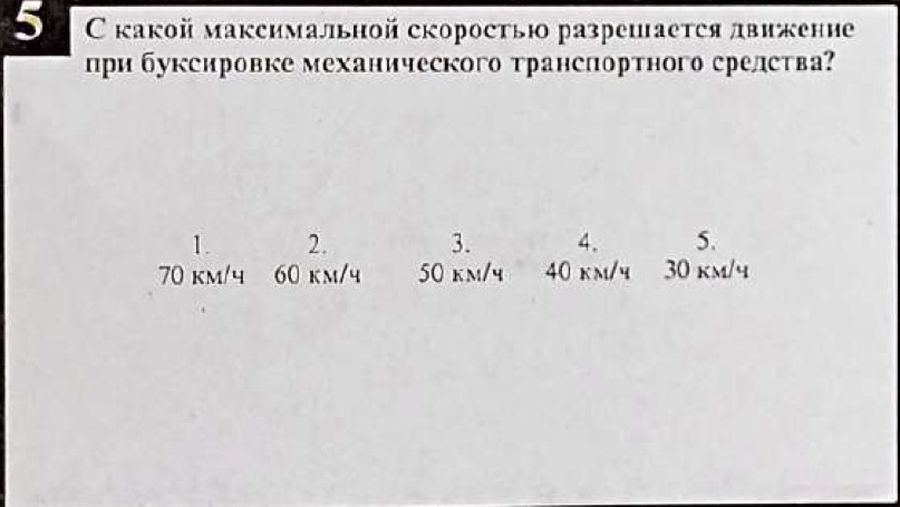 5
С какой максимальной скоростью разрешается движение
при буксировке механического транспортного средства?
1. 2. 3. 4. 5.
70 км/ч 60 км/ч 50 км/ч 40 км/ч 30 км/ч